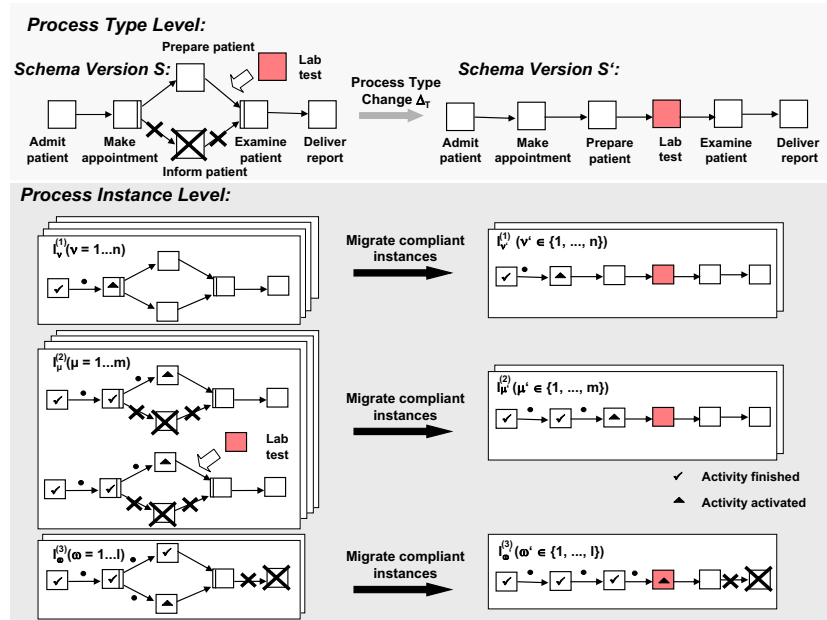 Process Type Level:
Prepare patient
Lab
test
Schema Version S:
Schema Version S‘:
Process Type
Change ΔT
Admit
patient
Make
appointment
Inform patient
Examine
patient
Deliver
report
Admit
patient
Make
appointment
Prepare
patient
Lab
test
Examine
patient
Deliver
report
Process Instance Level:
I(1)ν(ν = 1...n)
Migrate compliant
instances
I(1)ν‘ (ν‘ ∈ {1, ..., n})
I(2)μ(μ = 1...m)
Lab
test
Migrate compliant
instances
I(2)μ‘(μ‘ ∈ {1, ..., m})
✓ Activity finished
▲ Activity activated
I(3)ω(ω = 1...l)
Migrate compliant
instances
I(3)ω‘(ω‘ ∈ {1, ..., l})